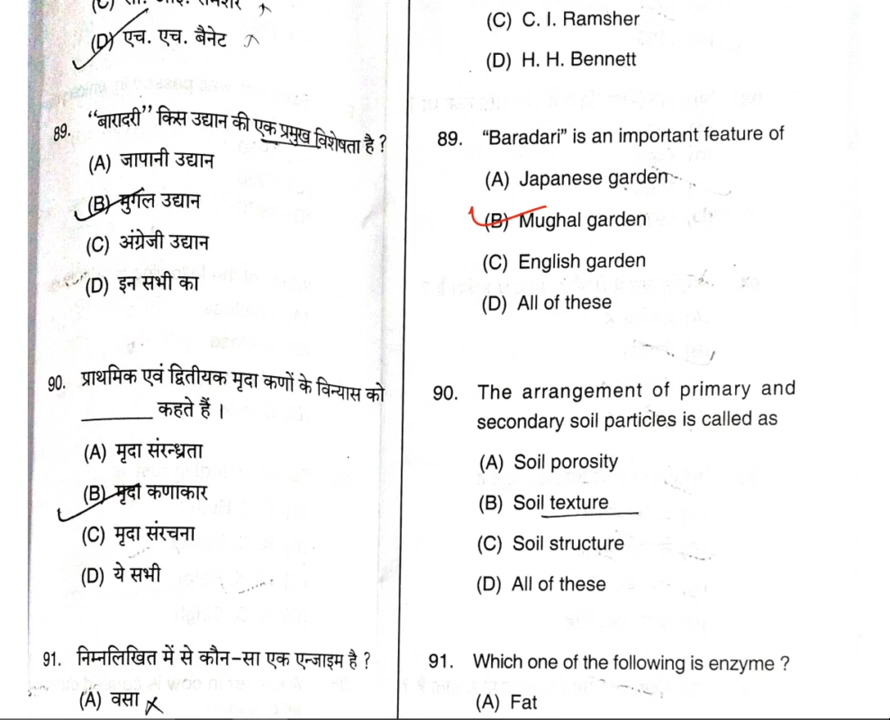 (D) एच. एच. बैनेट
89. “बारादरी” किस उद्यान की एक प्रमुख विशेषता है ?
(A) जापानी उद्यान
(B) मुगल उद्यान
(C) अंग्रेजी उद्यान
(D) इन सभी का
90. प्राथमिक एवं द्वितीयक मृदा कणों के विन्यास को
_______ कहते हैं ।
(A) मृदा संरन्ध्रता
(B) मृदा कणाकार
(C) मृदा संरचना
(D) ये सभी
91. निम्नलिखित में से कौन-सा एक एन्जाइम है ?
(A) वसा
(C) C. I. Ramsher
(D) H. H. Bennett
89. “Baradari” is an important feature of
(A) Japanese garden
(B) Mughal garden
(C) English garden
(D) All of these
90. The arrangement of primary and
secondary soil particles is called as
(A) Soil porosity
(B) Soil texture
(C) Soil structure
(D) All of these
91. Which one of the following is enzyme ?
(A) Fat